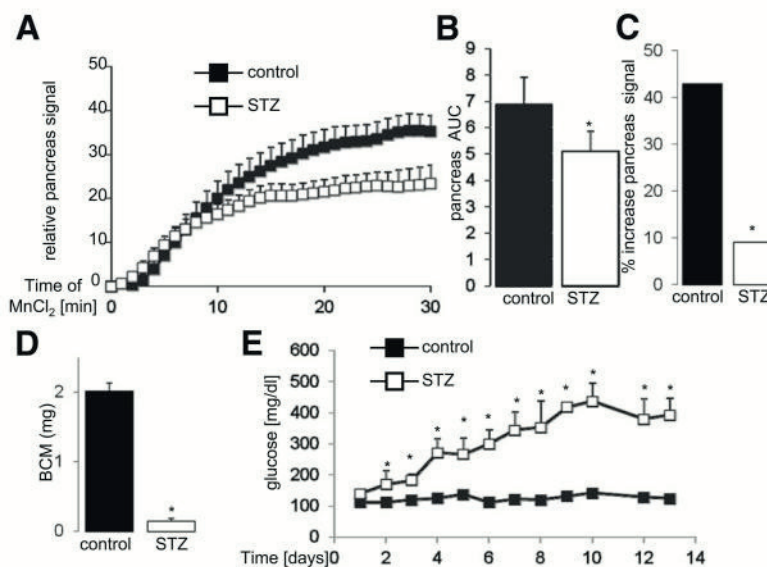 A
relative pancreas signal
50
40
30
20
10
0
control
STZ
Time of
MnCl2 [min]
10
20
30
B
pancreas AUC
9
8
7
6
5
4
3
2
1
0
*
control
STZ
C
% increase pancreas signal
50
40
30
20
10
0
*
control
STZ
D
BCM (mg)
2
1
0
*
control
STZ
E
glucose [mg/dl]
600
500
400
300
200
100
0
control
STZ
* * * * * * * * * * *
Time [days]0 2 4 6 8 10 12 14